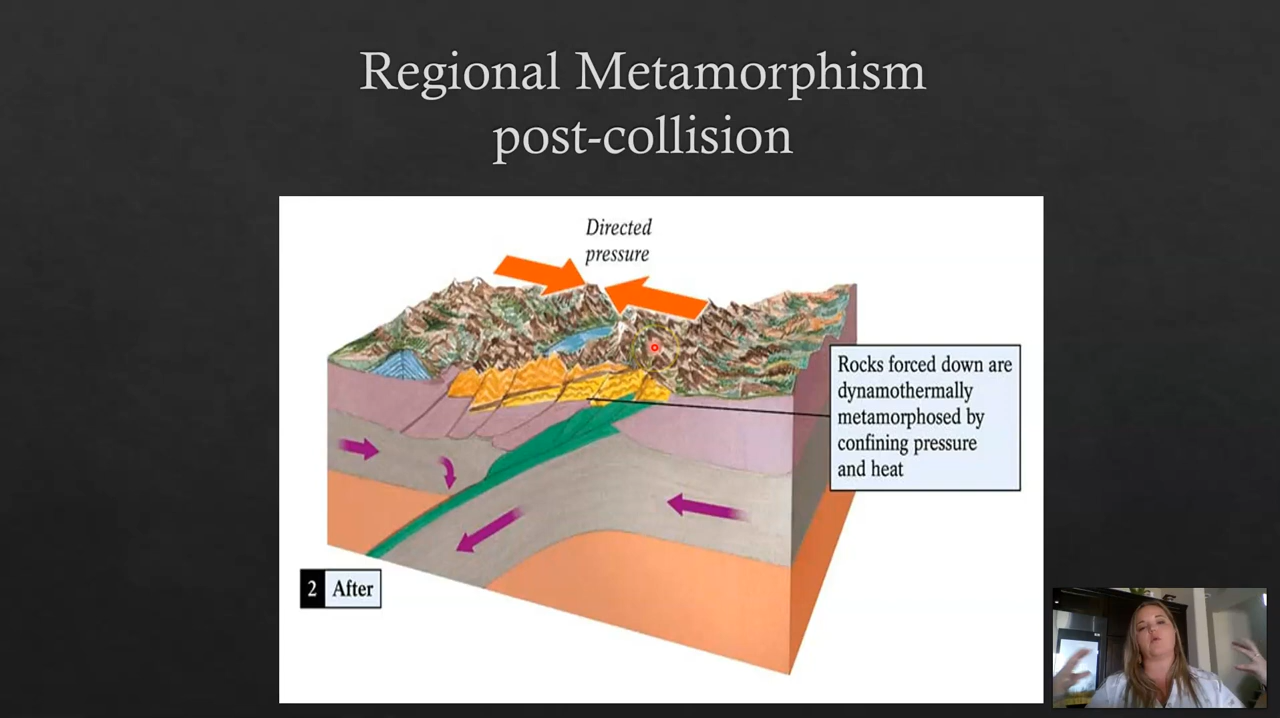 Regional Metamorphism
post-collision
Directed
pressure
Rocks forced down are
dynamothermally
metamorphosed by
confining pressure
and heat
2 After